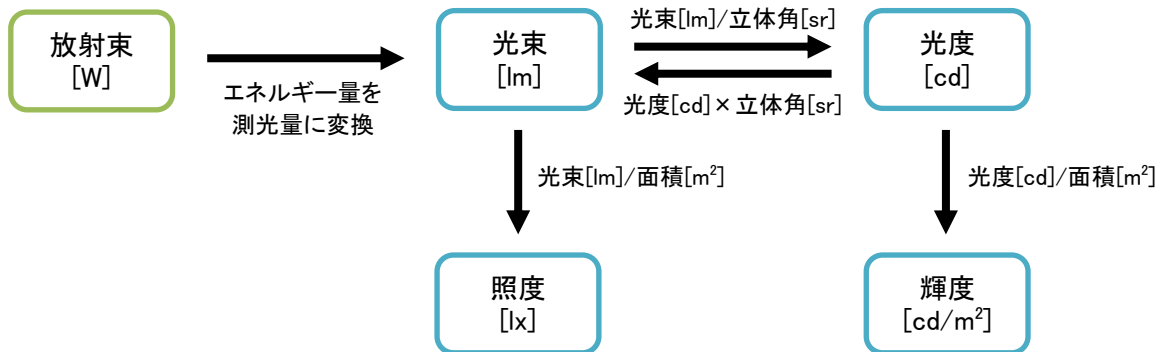 放射束
[W]
エネルギー量を
測光量に変換
光束
[lm]
光束[lm]/立体角[sr]
光度[cd]×立体角[sr]
光度
[cd]
光束[lm]/面積[m²]
光度[cd]/面積[m²]
照度
[lx]
輝度
[cd/m²]